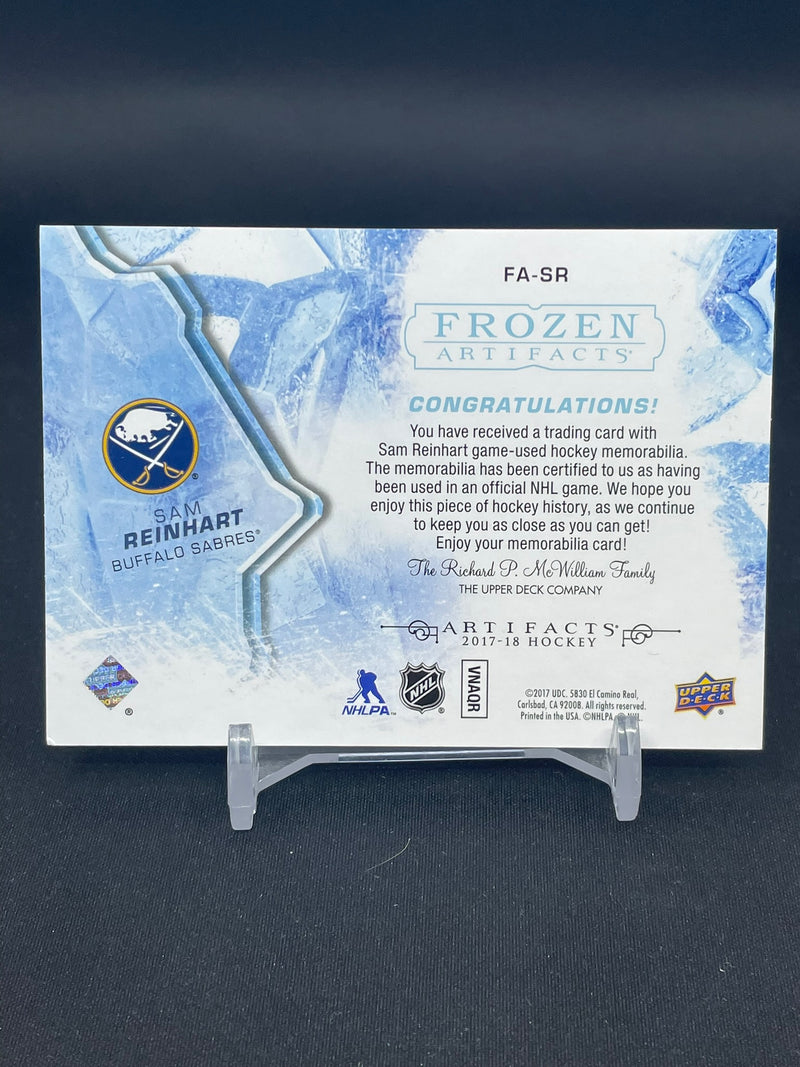 FA-SR
FROZEN
ARTIFACTS®
CONGRATULATIONS!
You have received a trading card with
Sam Reinhart game-used hockey memorabilia.
The memorabilia has been certified to us as having
been used in an official NHL game. We hope you
enjoy this piece of hockey history, as we continue
to keep you as close as you can get!
Enjoy your memorabilia card!
The Richard P. McWilliam Family
THE UPPER DECK COMPANY
SAM
REINHART
BUFFALO SABRES®
ARTIFACTS®
2017-18 HOCKEY
NHLPA™
NHL
VNAQR
©2017 UDC. 5830 El Camino Real,
Carlsbad, CA 92008. All rights reserved.
Printed in the USA. ©NHLPA
UPPER
D·E·C·K